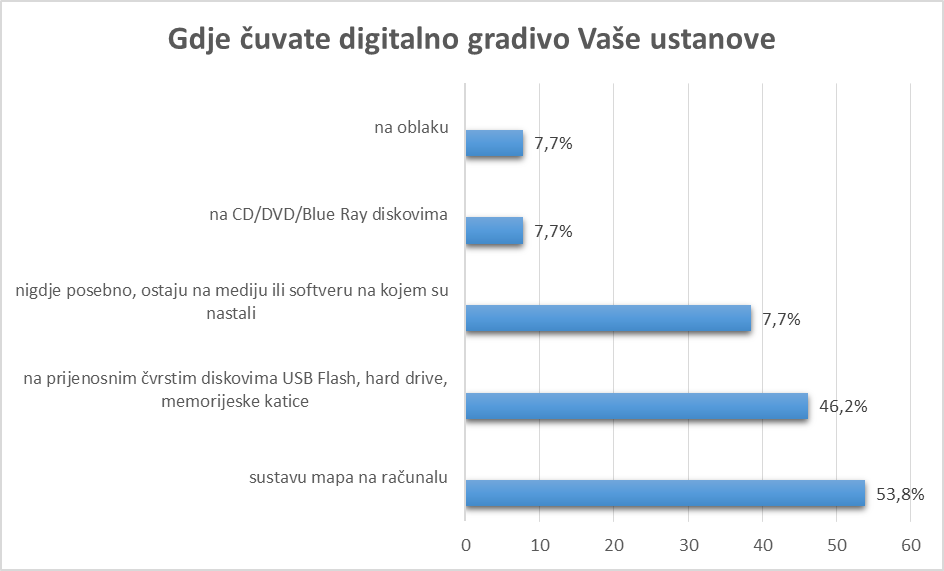 Gdje čuvate digitalno gradivo Vaše ustanove
na oblaku
7,7%
na CD/DVD/Blue Ray diskovima
7,7%
nigdje posebno, ostaju na mediju ili softveru na kojem su
nastali
7,7%
na prijenosnim čvrstim diskovima USB Flash, hard drive,
memorijeske katice
46,2%
sustavu mapa na računalu
53,8%
0 10 20 30 40 50 60